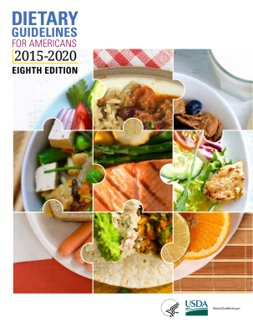 DIETARY
GUIDELINES
FOR AMERICANS
2015-2020
EIGHTH EDITION
USDA